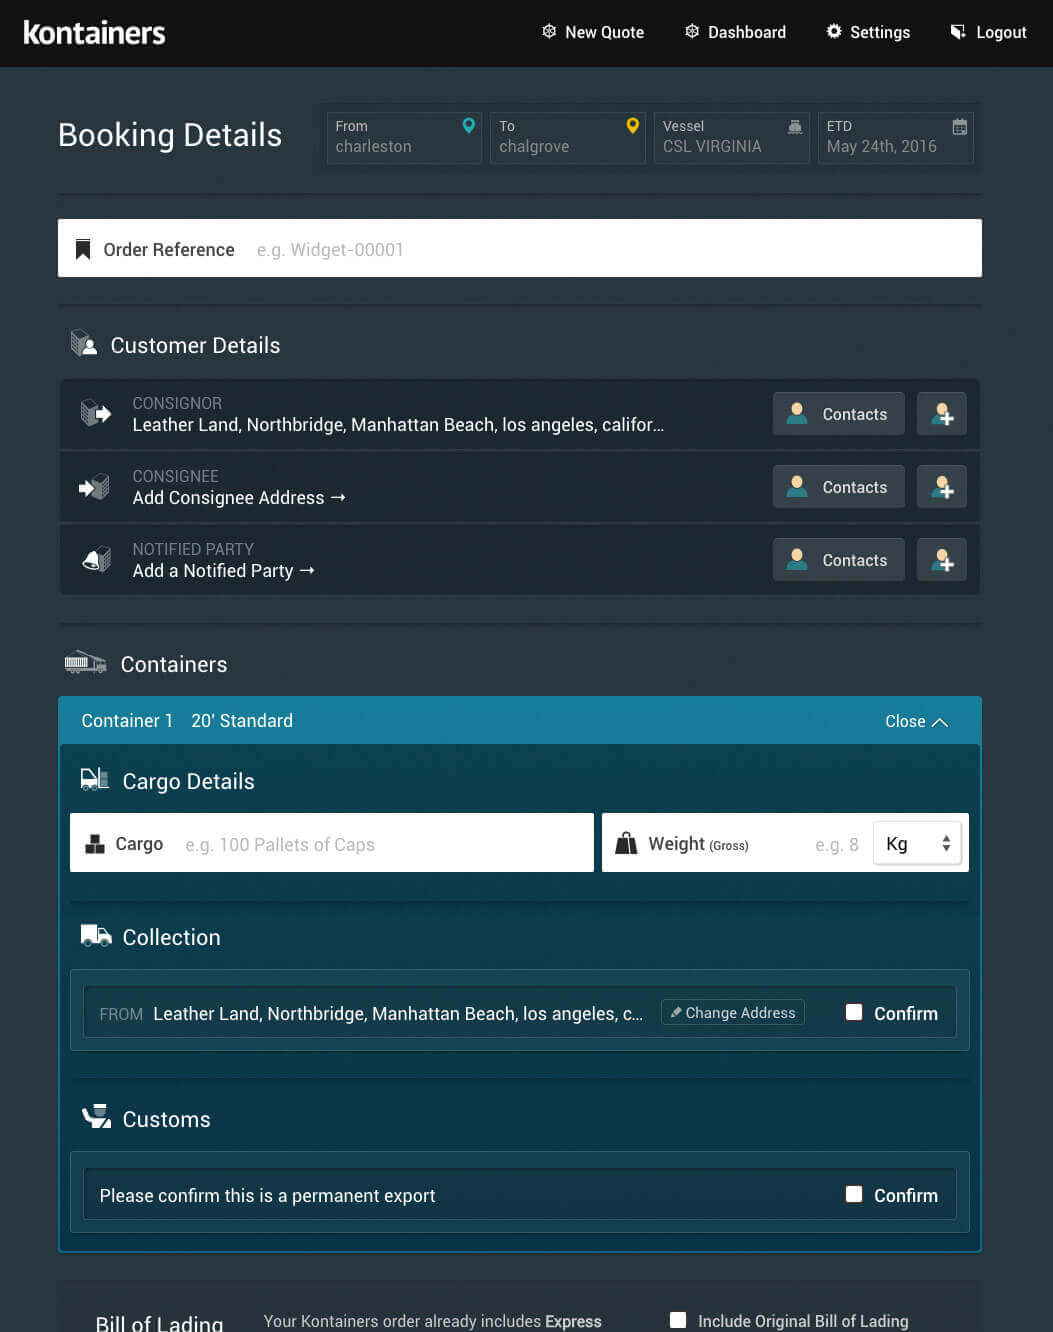 kontainers
New Quote
Dashboard
Settings
Logout
Booking Details
From
charleston
To
chalgrove
Vessel
CSL VIRGINIA
ETD
May 24th, 2016
Order Reference e.g. Widget-00001
Customer Details
CONSIGNOR
Leather Land, Northbridge, Manhattan Beach, los angeles, califor...
Contacts
CONSIGNEE
Add Consignee Address →
Contacts
NOTIFIED PARTY
Add a Notified Party →
Contacts
Containers
Container 1 20' Standard
Close
Cargo Details
Cargo e.g. 100 Pallets of Caps
Weight (Gross) e.g. 8 Kg
Collection
FROM Leather Land, Northbridge, Manhattan Beach, los angeles, c...
Change Address
Confirm
Customs
Please confirm this is a permanent export
Confirm
Bill of Lading
Your Kontainers order already includes Express
Include Original Bill of Lading